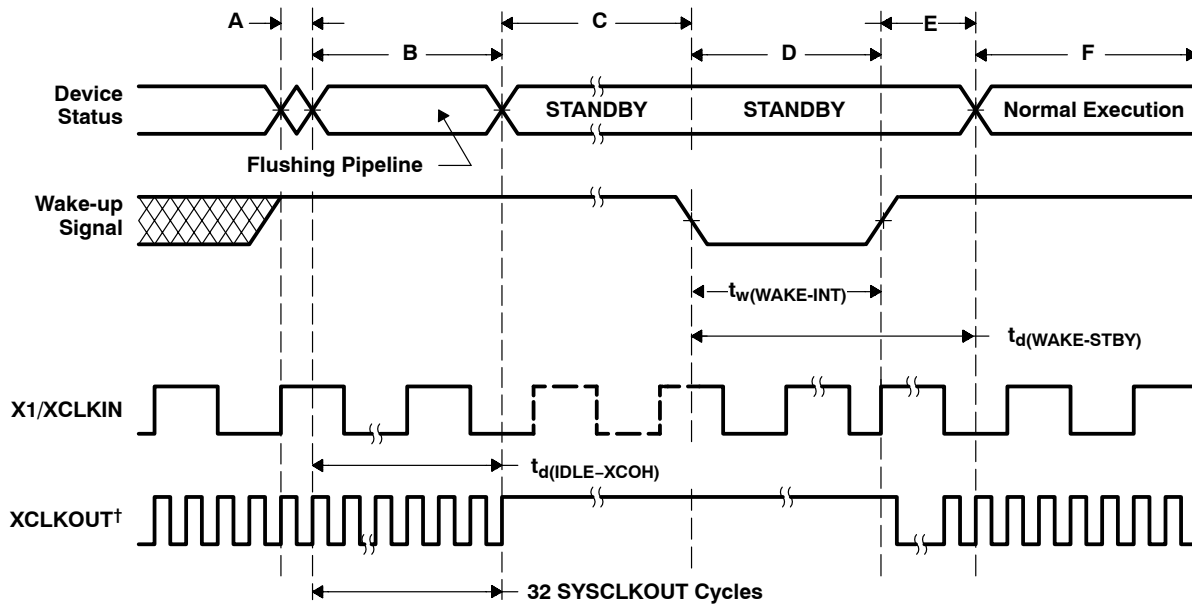 A
B
C
D
E
F
Device
Status
STANDBY
STANDBY
Normal Execution
Flushing Pipeline
Wake-up
Signal
tw(WAKE-INT)
td(WAKE-STBY)
X1/XCLKIN
td(IDLE−XCOH)
XCLKOUT†
32 SYSCLKOUT Cycles